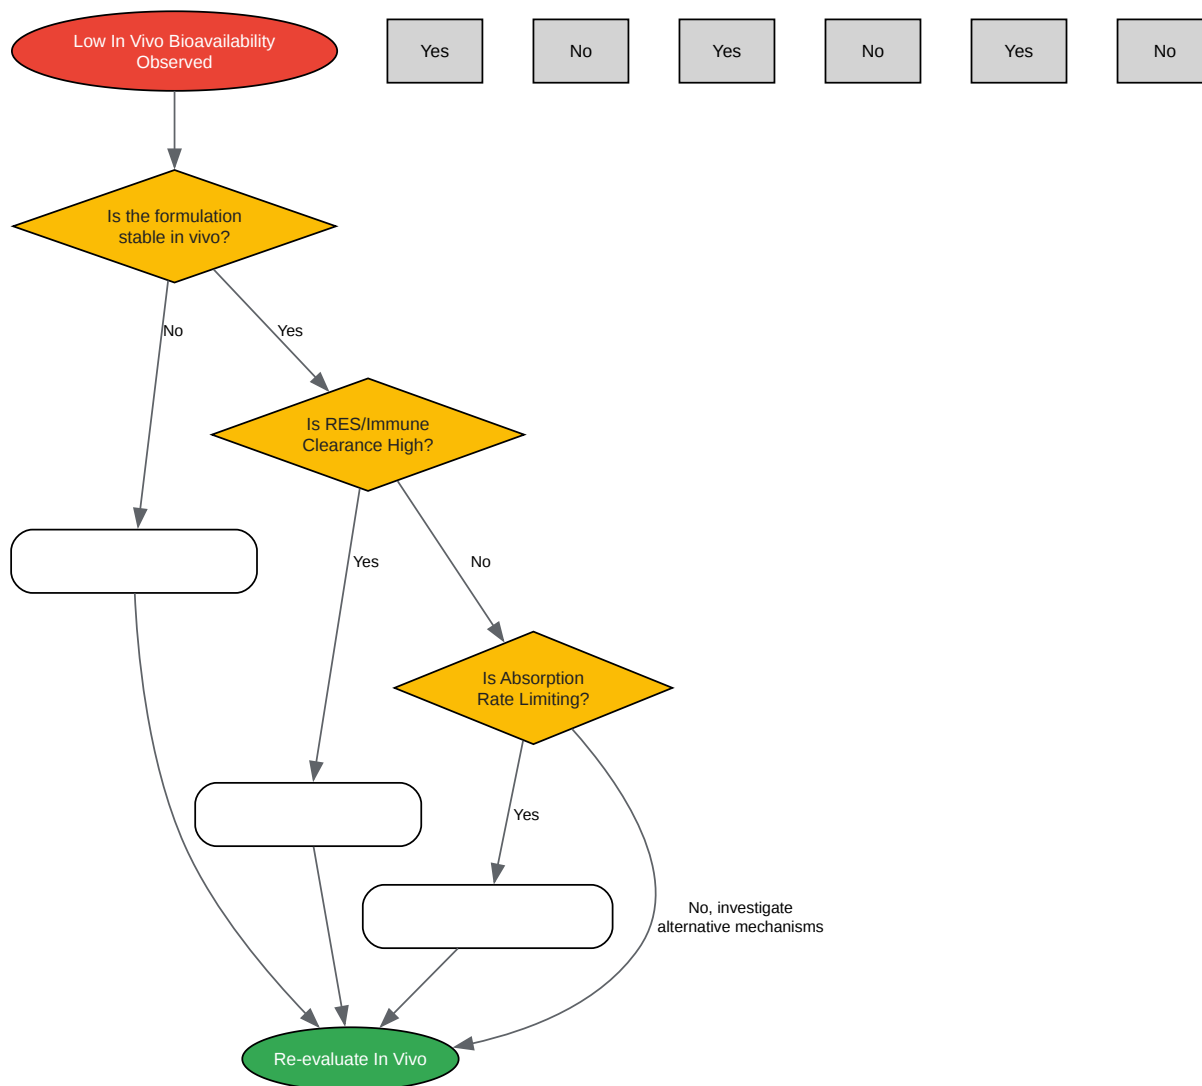 Low In Vivo Bioavailability
Observed
Yes
No
Yes
No
Yes
No
Is the formulation
stable in vivo?
No
Yes
Is RES/Immune
Clearance High?
Yes
No
Is Absorption
Rate Limiting?
Yes
No, investigate
alternative mechanisms
Re-evaluate In Vivo